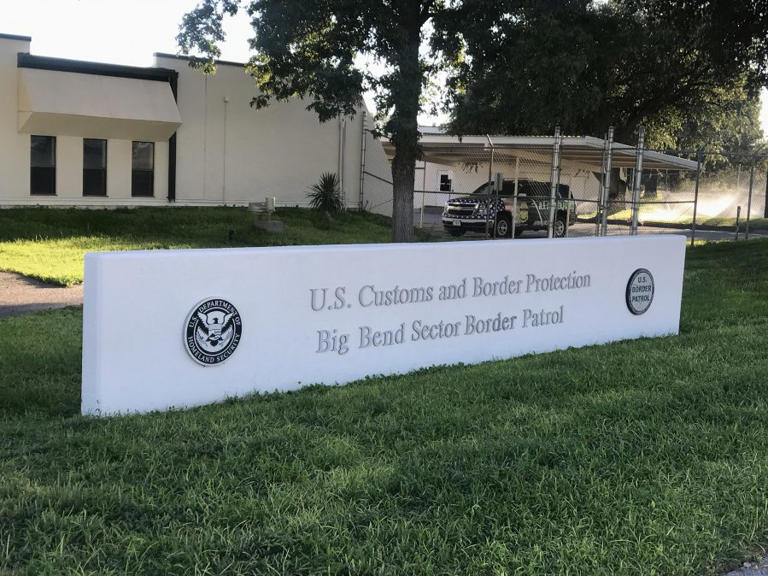 U.S. Customs and Border Protection
Big Bend Sector Border Patrol
U.S. DEPARTMENT OF
HOMELAND SECURITY
U.S.
BORDER
PATROL